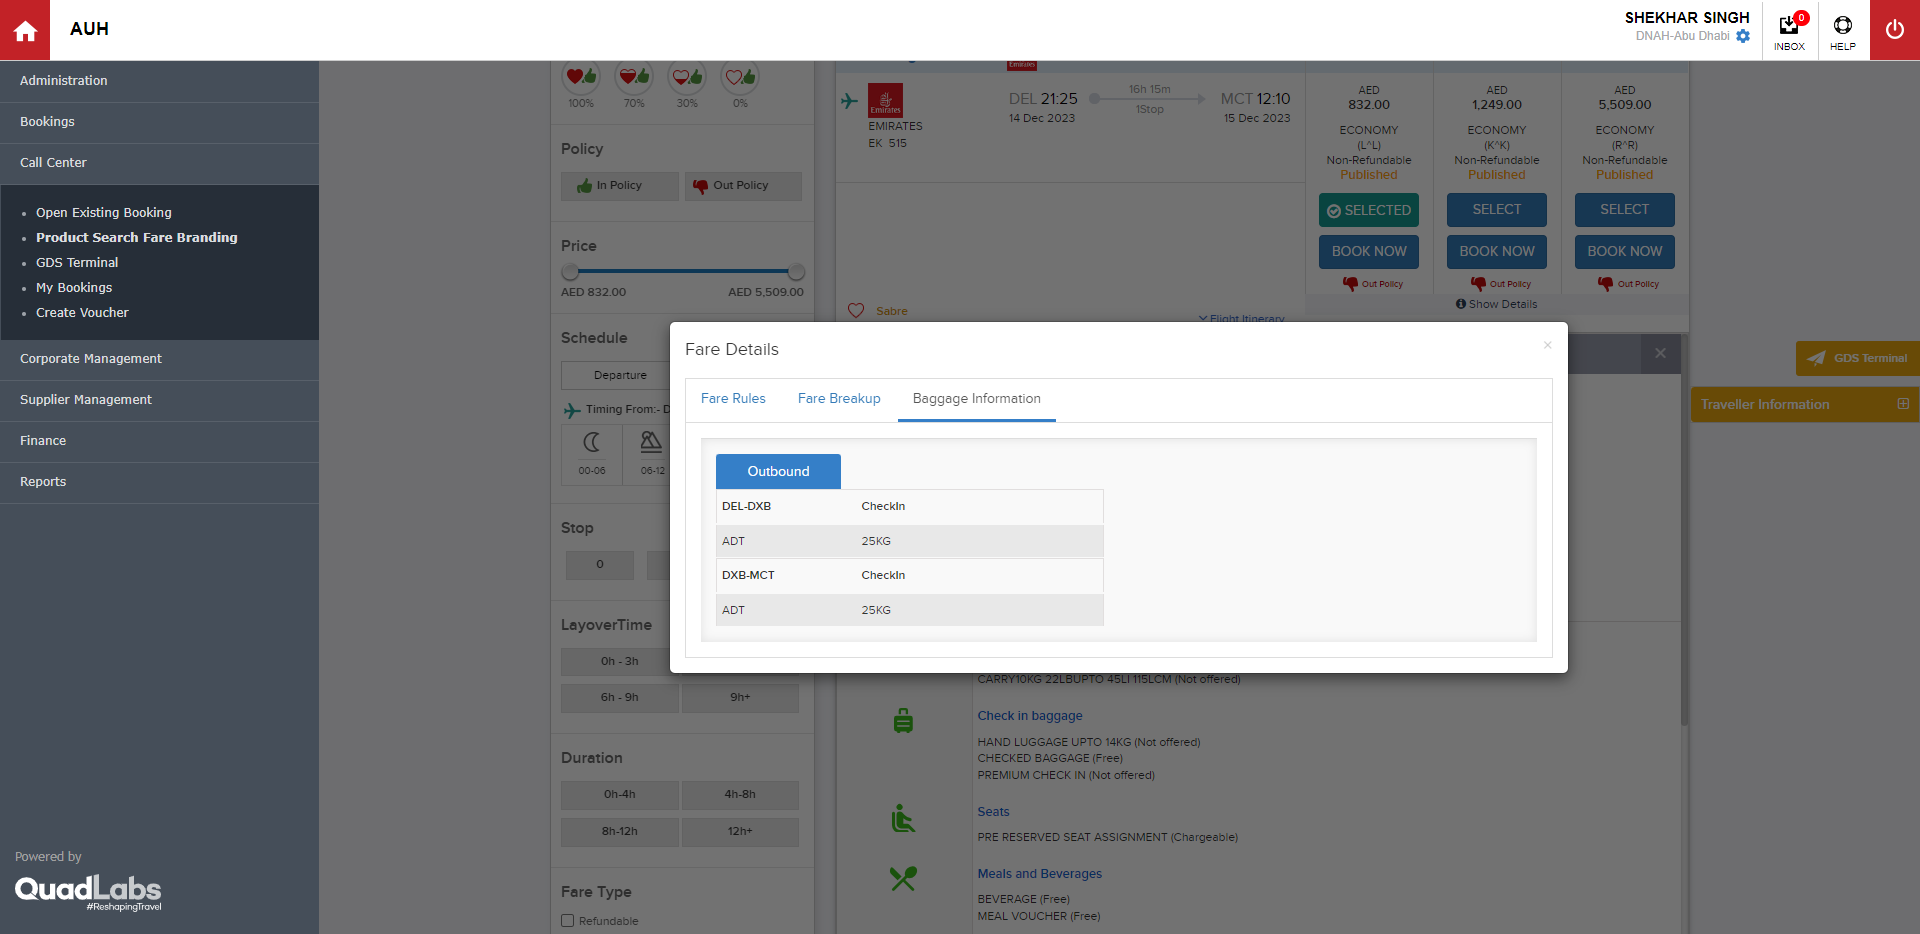 AUH
SHEKHAR SINGH
DNAH-Abu Dhabi
0
INBOX
HELP
Administration
Bookings
Call Center
Open Existing Booking
Product Search Fare Branding
GDS Terminal
My Bookings
Create Voucher
Corporate Management
Supplier Management
Finance
Reports
Powered by
QuadLabs
#ReshapingTravel
100%
70%
30%
0%
Policy
In Policy
Out Policy
Price
AED 832.00
AED 5,509.00
Schedule
Departure
Timing From:- D
00-06
06-12
Stop
0
LayoverTime
0h - 3h
6h - 9h
9h+
Duration
0h-4h
4h-8h
8h-12h
12h+
Fare Type
Refundable
Emirates
Emirates
EMIRATES
EK 515
DEL 21:25
14 Dec 2023
16h 15m
1Stop
MCT 12:10
15 Dec 2023
AED
832.00
ECONOMY
(L^L)
Non-Refundable
Published
SELECTED
BOOK NOW
Out Policy
AED
1,249.00
ECONOMY
(K^K)
Non-Refundable
Published
SELECT
BOOK NOW
Out Policy
AED
5,509.00
ECONOMY
(R^R)
Non-Refundable
Published
SELECT
BOOK NOW
Out Policy
Show Details
Sabre
Flight Itinerary
GDS Terminal
Traveller Information
Fare Details
×
Fare Rules
Fare Breakup
Baggage Information
Outbound
DEL-DXB CheckIn
ADT 25KG
DXB-MCT CheckIn
ADT 25KG
CARRY10KG 22LBUPTO 45LI 115LCM (Not offered)
Check in baggage
HAND LUGGAGE UPTO 14KG (Not offered)
CHECKED BAGGAGE (Free)
PREMIUM CHECK IN (Not offered)
Seats
PRE RESERVED SEAT ASSIGNMENT (Chargeable)
Meals and Beverages
BEVERAGE (Free)
MEAL VOUCHER (Free)